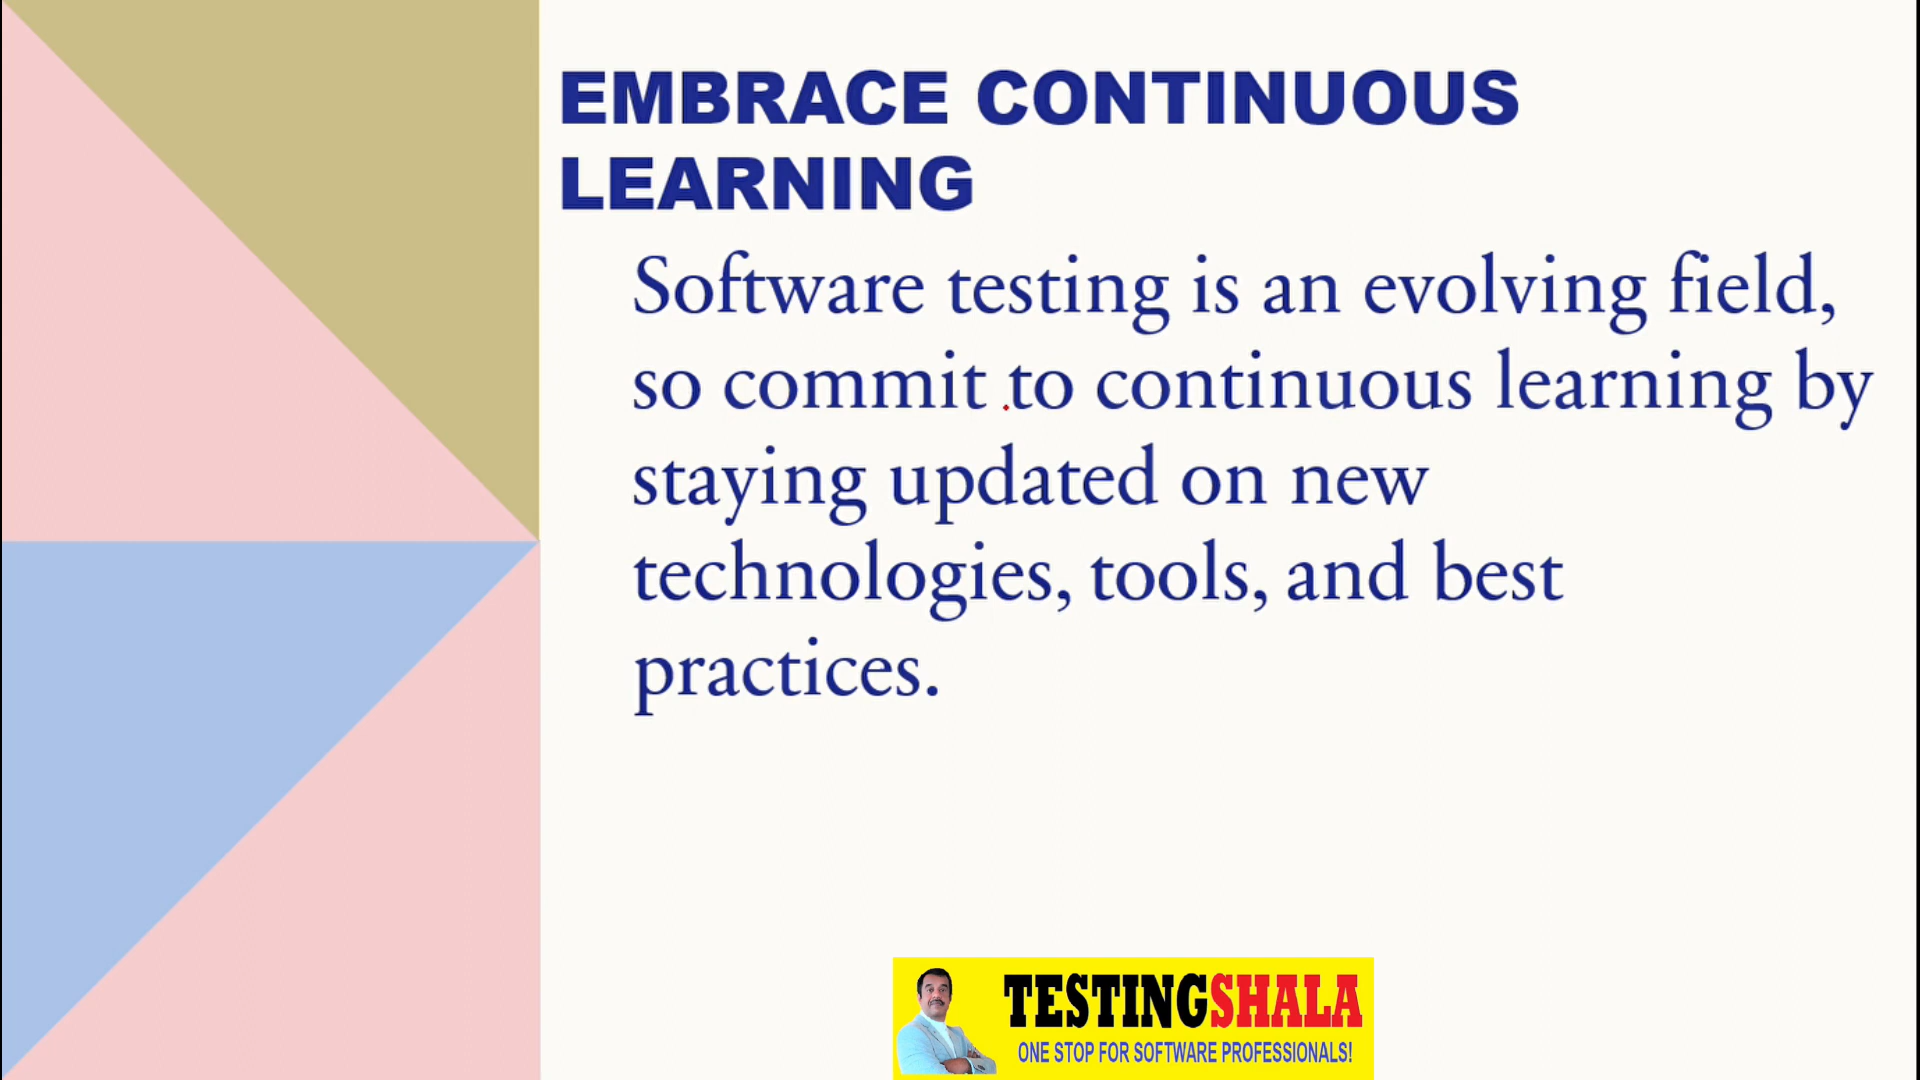 EMBRACE CONTINUOUS
LEARNING
Software testing is an evolving field,
so commit to continuous learning by
staying updated on new
technologies, tools, and best
practices.
TESTINGSHALA
ONE STOP FOR SOFTWARE PROFESSIONALS!